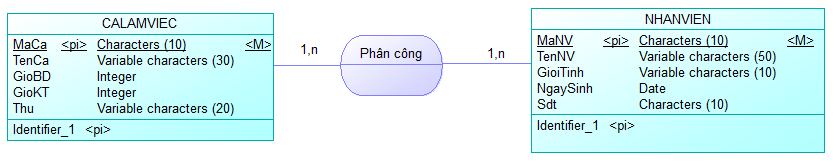 CALAMVIEC
MaCa <pi> Characters (10) <M>
TenCa Variable characters (30)
GioBD Integer
GioKT Integer
Thu Variable characters (20)
Identifier_1 <pi>
1,n
Phân công
1,n
NHANVIEN
MaNV <pi> Characters (10) <M>
TenNV Variable characters (50)
GioiTinh Variable characters (10)
NgaySinh Date
Sdt Characters (10)
Identifier_1 <pi>